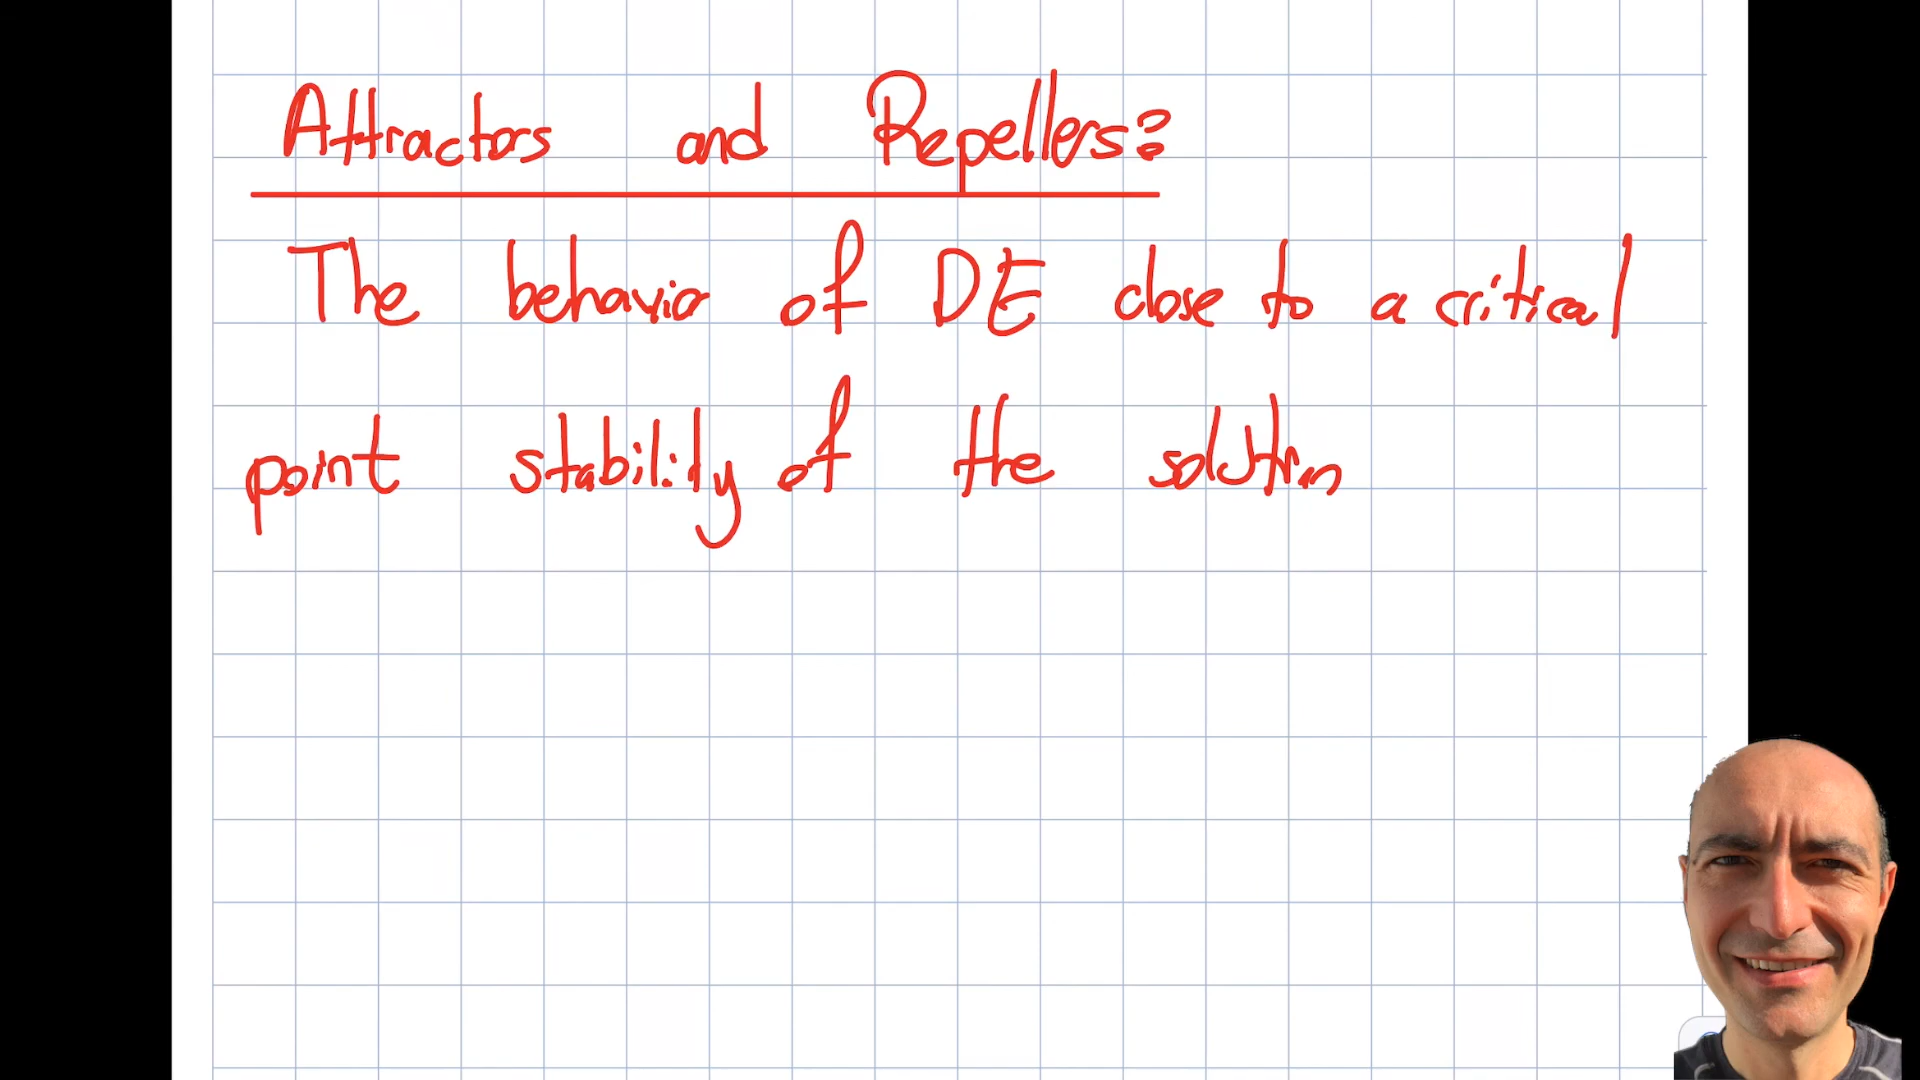 Attractors and Repellers?
The behavior of DE close to a critical
point stability of the solution